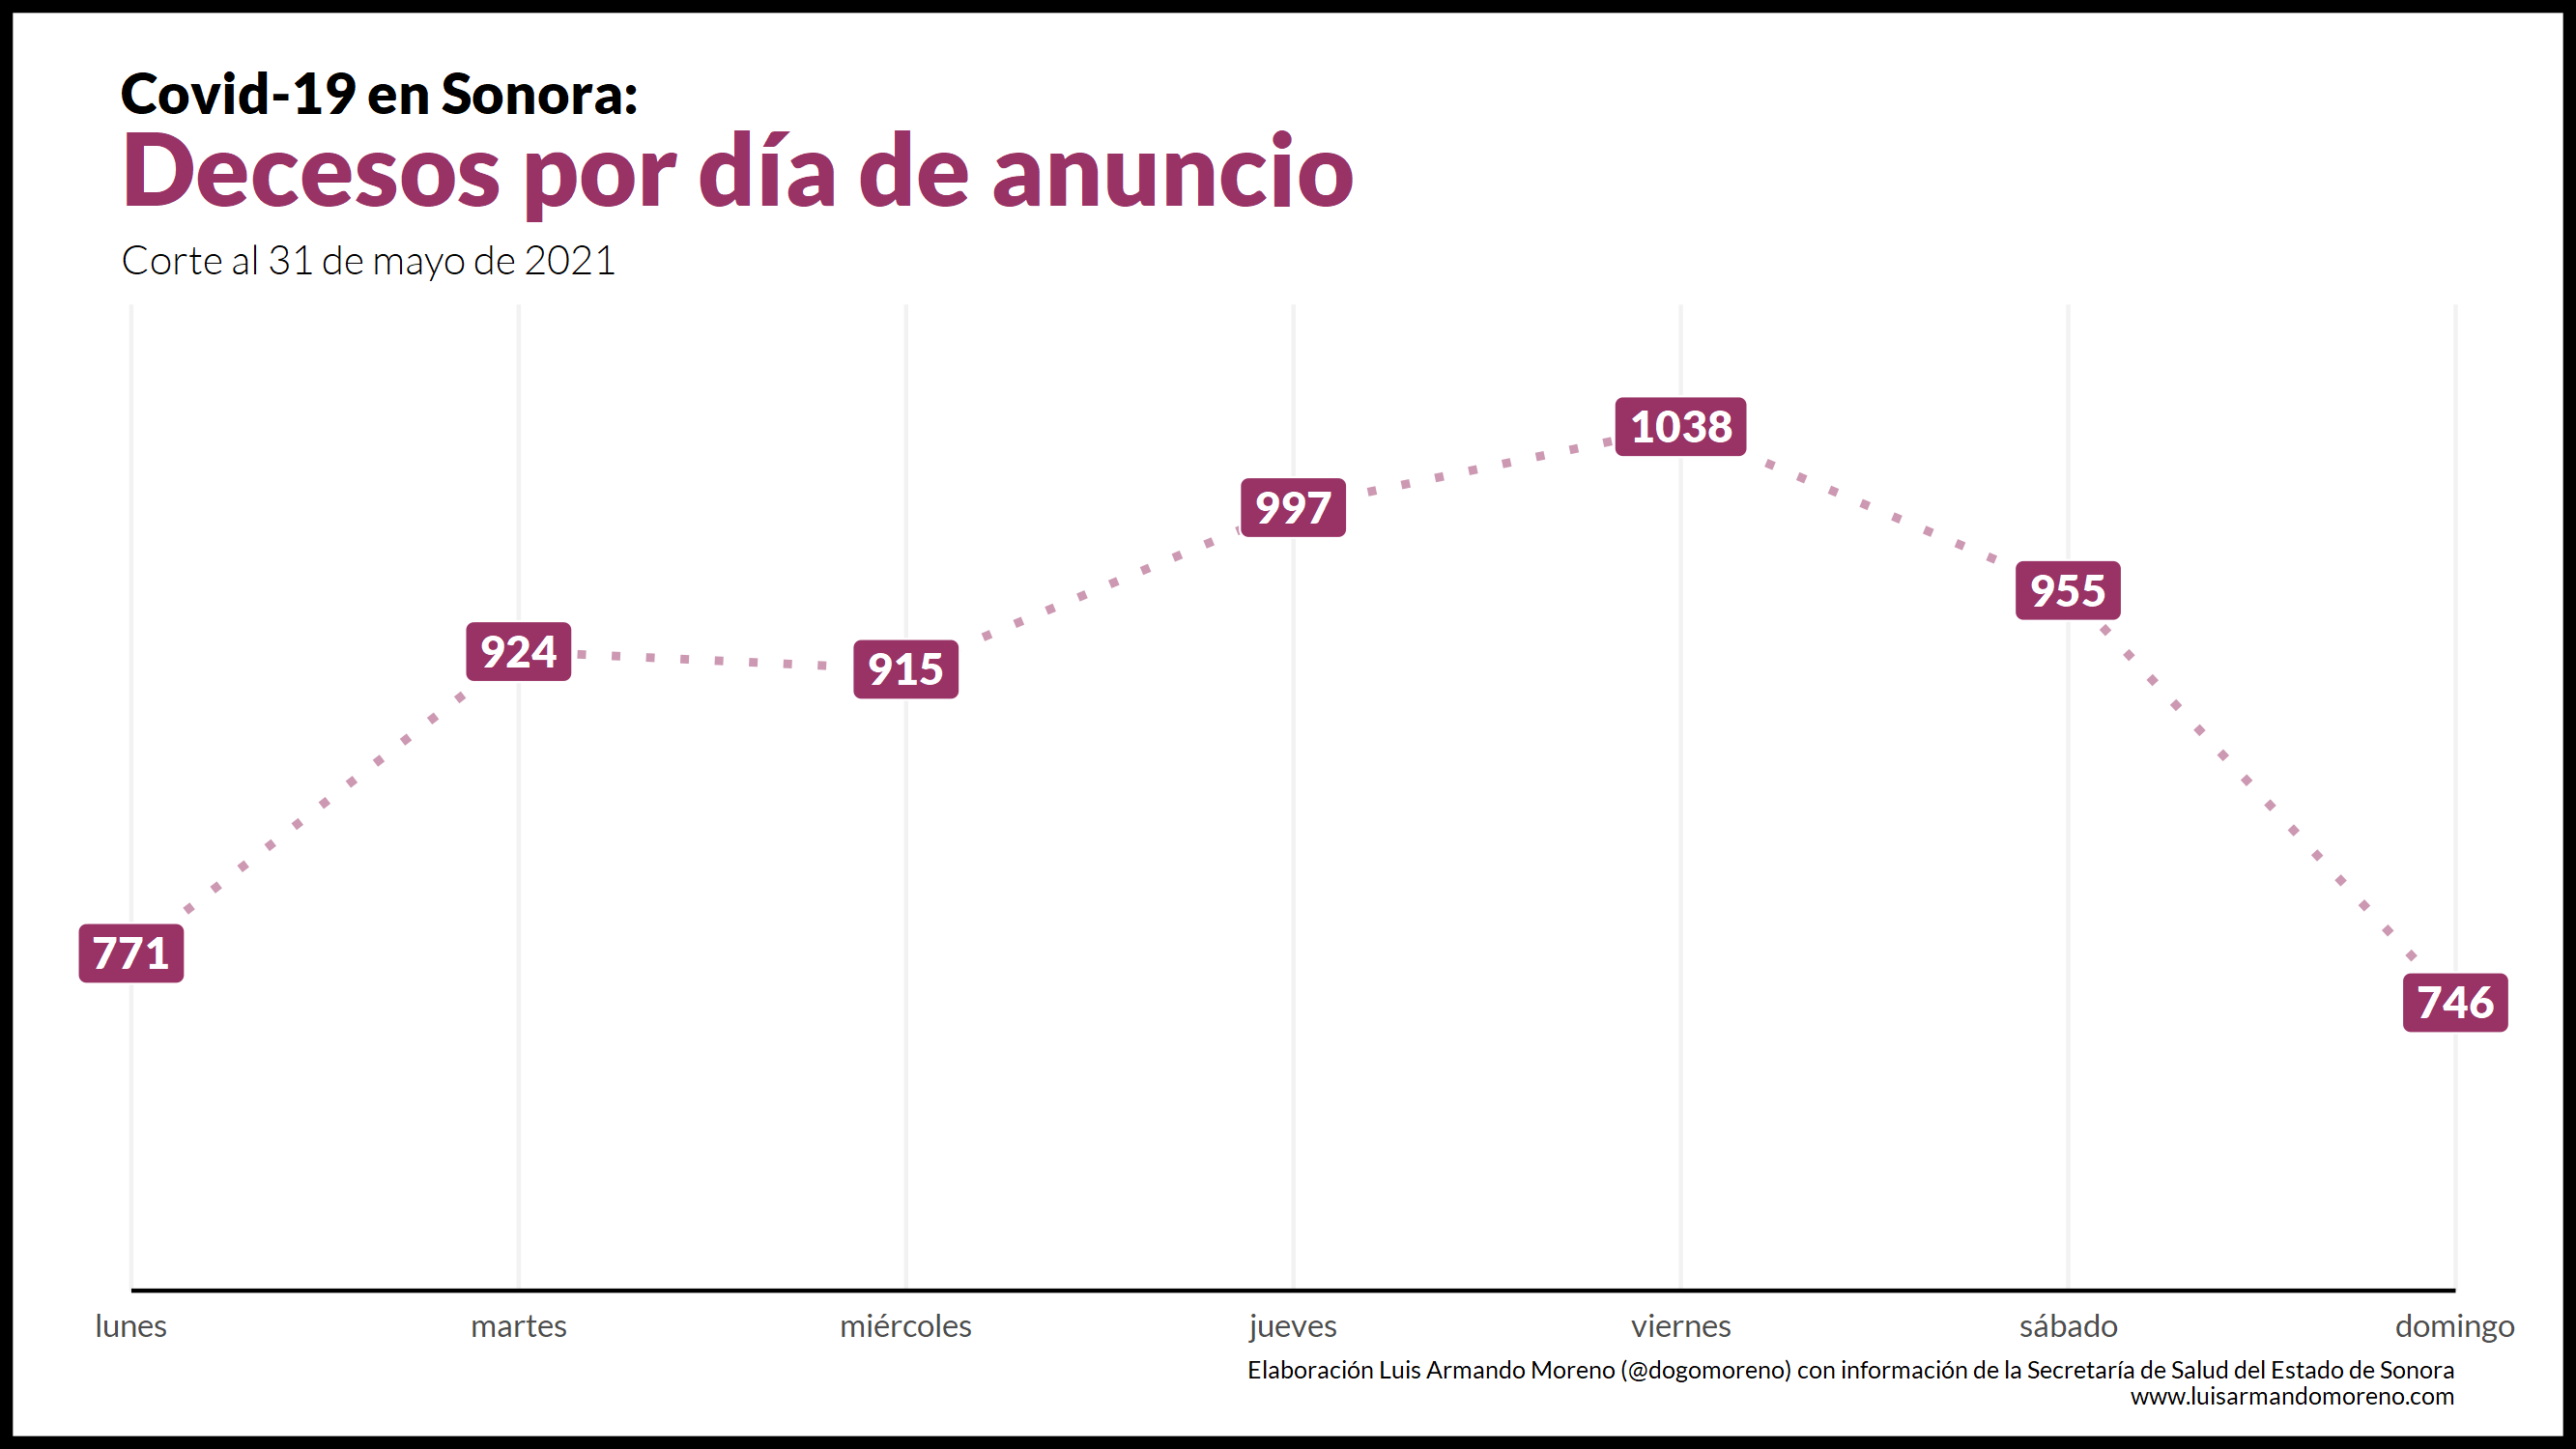 Covid-19 en Sonora:
Decesos por día de anuncio
Corte al 31 de mayo de 2021
1038
997
955
924
915
771
746
lunes martes miércoles jueves viernes sábado domingo
Elaboración Luis Armando Moreno (@dogomoreno) con información de la Secretaría de Salud del Estado de Sonora
www.luisarmandomoreno.com